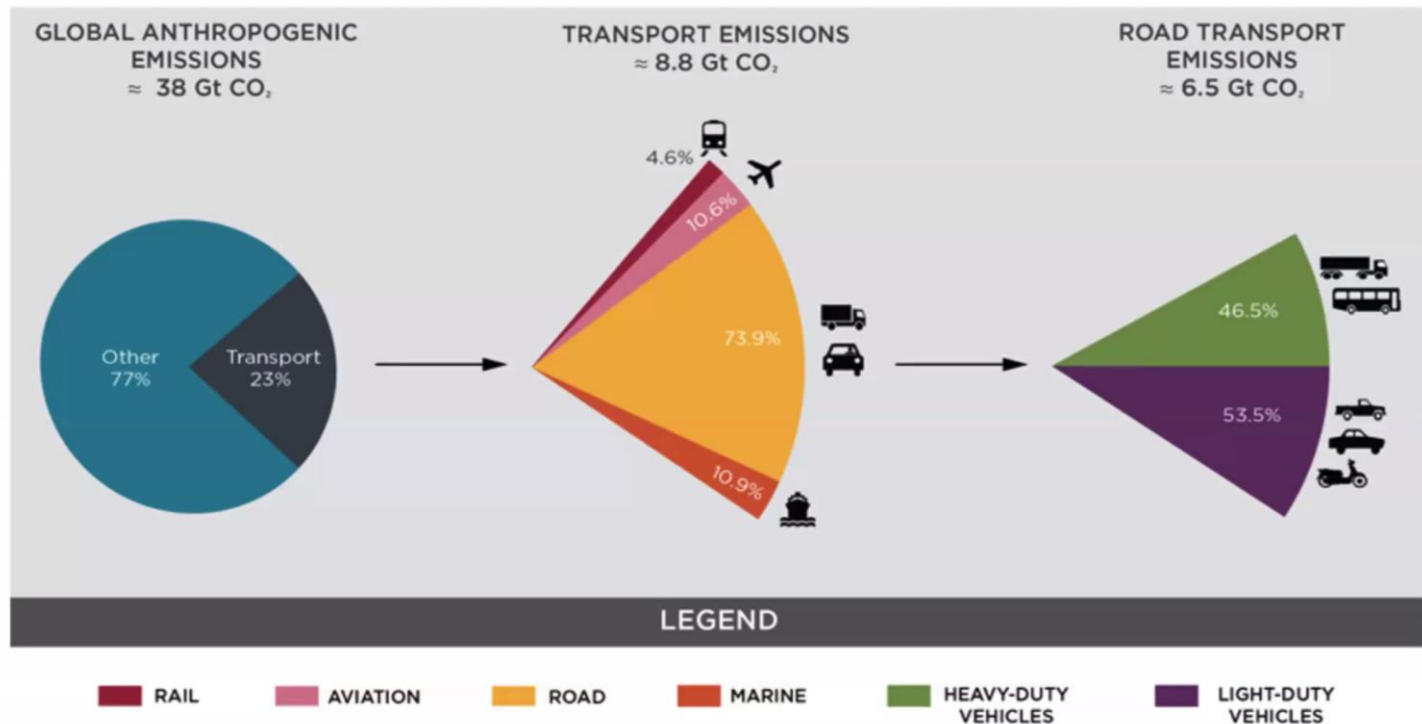 GLOBAL ANTHROPOGENIC
EMISSIONS
≈ 38 Gt CO₂
TRANSPORT EMISSIONS
≈ 8.8 Gt CO₂
ROAD TRANSPORT
EMISSIONS
≈ 6.5 Gt CO₂
Other
77%
Transport
23%
4.6%
10.6%
73.9%
10.9%
46.5%
53.5%
LEGEND
RAIL
AVIATION
ROAD
MARINE
HEAVY-DUTY
VEHICLES
LIGHT-DUTY
VEHICLES